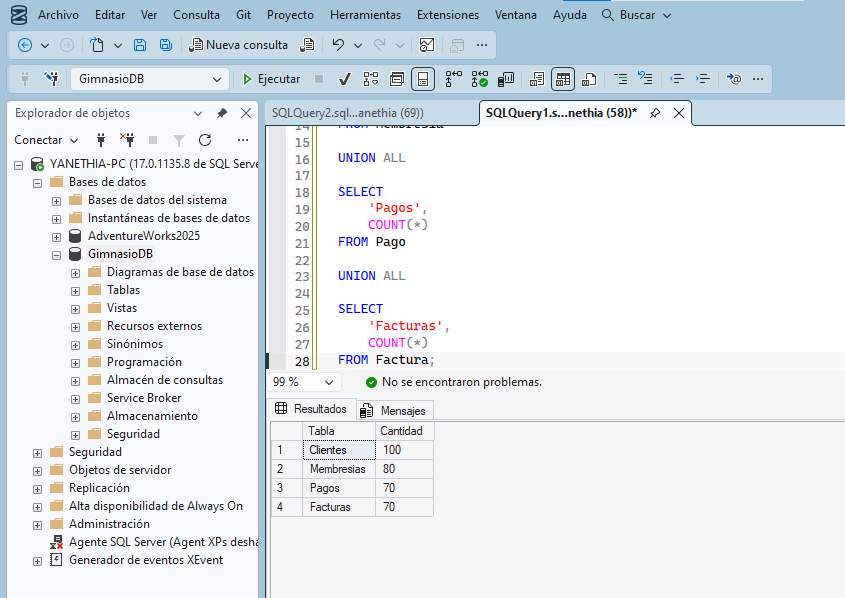 Archivo Editar Ver Consulta Git Proyecto Herramientas Extensiones Ventana Ayuda Buscar
Nueva consulta
GimnasioDB Ejecutar
Explorador de objetos
Conectar
YANETHIA-PC (17.0.1135.8 de SQL Serve
Bases de datos
Bases de datos del sistema
Instantáneas de bases de datos
AdventureWorks2025
GimnasioDB
Diagramas de base de datos
Tablas
Vistas
Recursos externos
Sinónimos
Programación
Almacén de consultas
Service Broker
Almacenamiento
Seguridad
Seguridad
Objetos de servidor
Replicación
Alta disponibilidad de Always On
Administración
Agente SQL Server (Agent XPs desha
Generador de eventos XEvent
SQLQuery2.sql...anethia (69)) SQLQuery1.s...nethia (58))*
14 FROM Membresia
15
16 UNION ALL
17
18 SELECT
19 'Pagos',
20 COUNT(*)
21 FROM Pago
22
23 UNION ALL
24
25 SELECT
26 'Facturas',
27 COUNT(*)
28 FROM Factura;
99 % No se encontraron problemas.
Resultados Mensajes
Tabla Cantidad
1 Clientes 100
2 Membresias 80
3 Pagos 70
4 Facturas 70